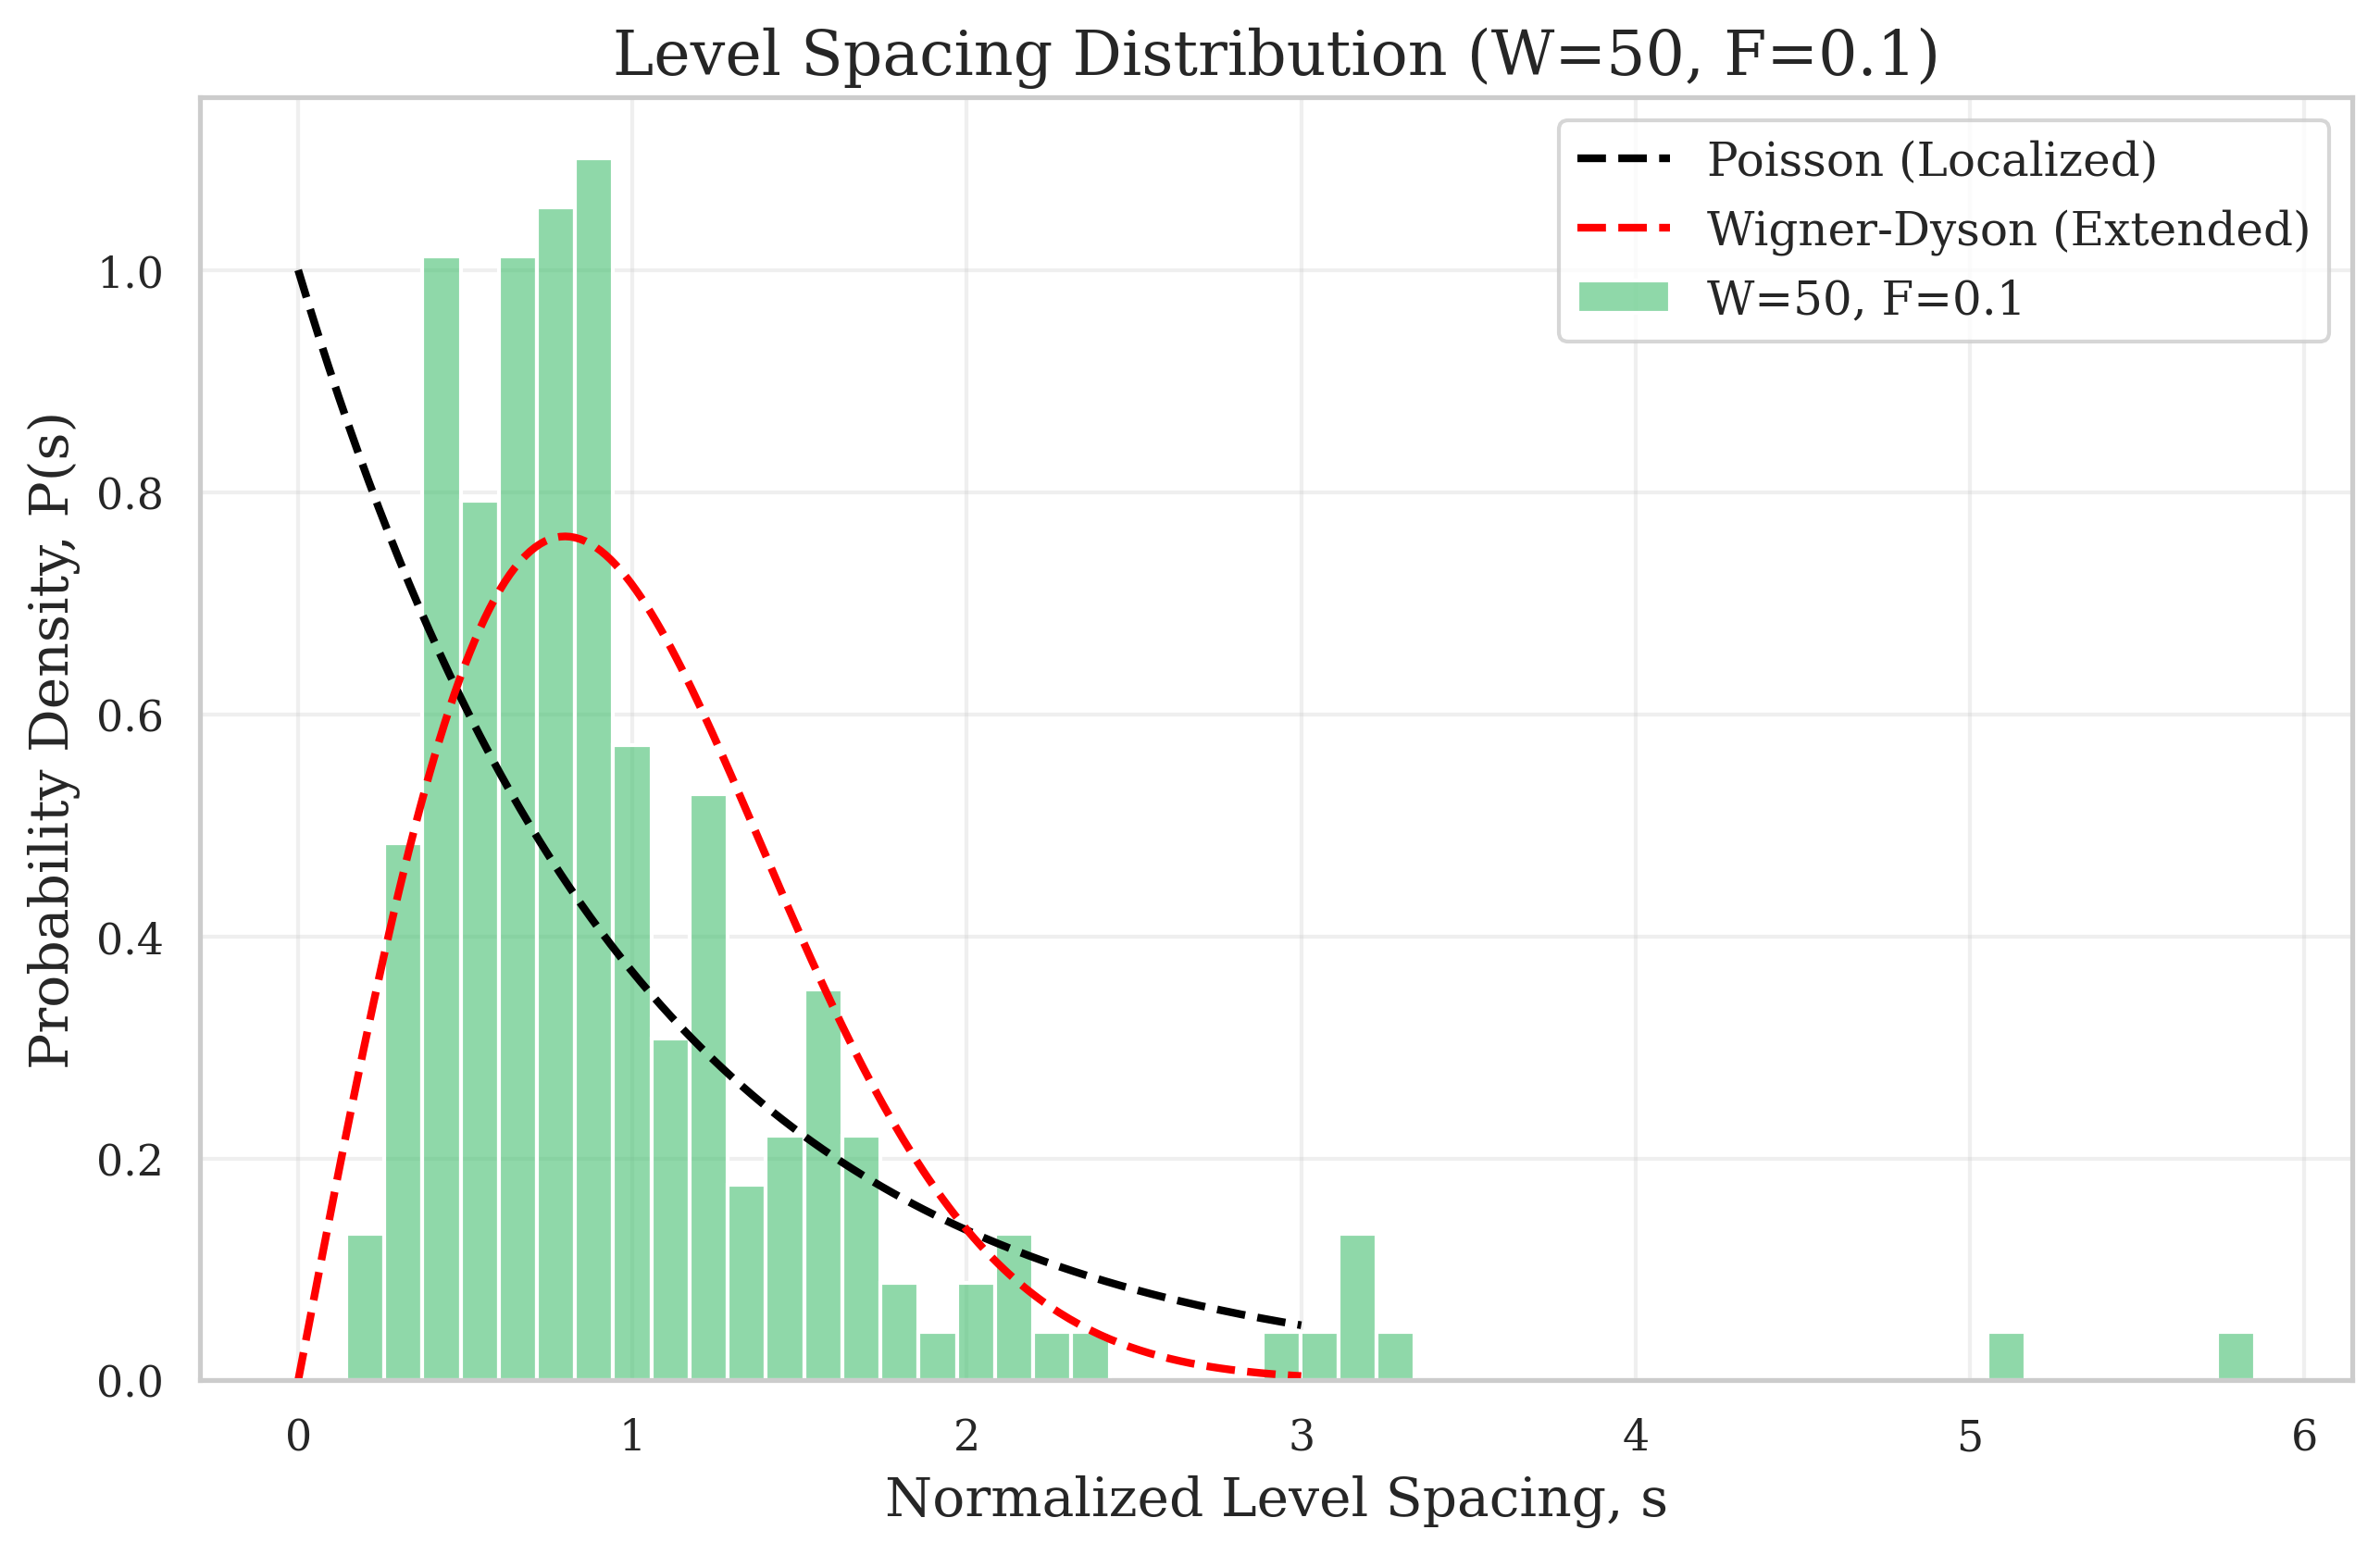 Level Spacing Distribution (W=50, F=0.1)
Poisson (Localized)
Wigner-Dyson (Extended)
W=50, F=0.1
Probability Density, P(s)
1.0
0.8
0.6
0.4
0.2
0.0
0 1 2 3 4 5 6
Normalized Level Spacing, s